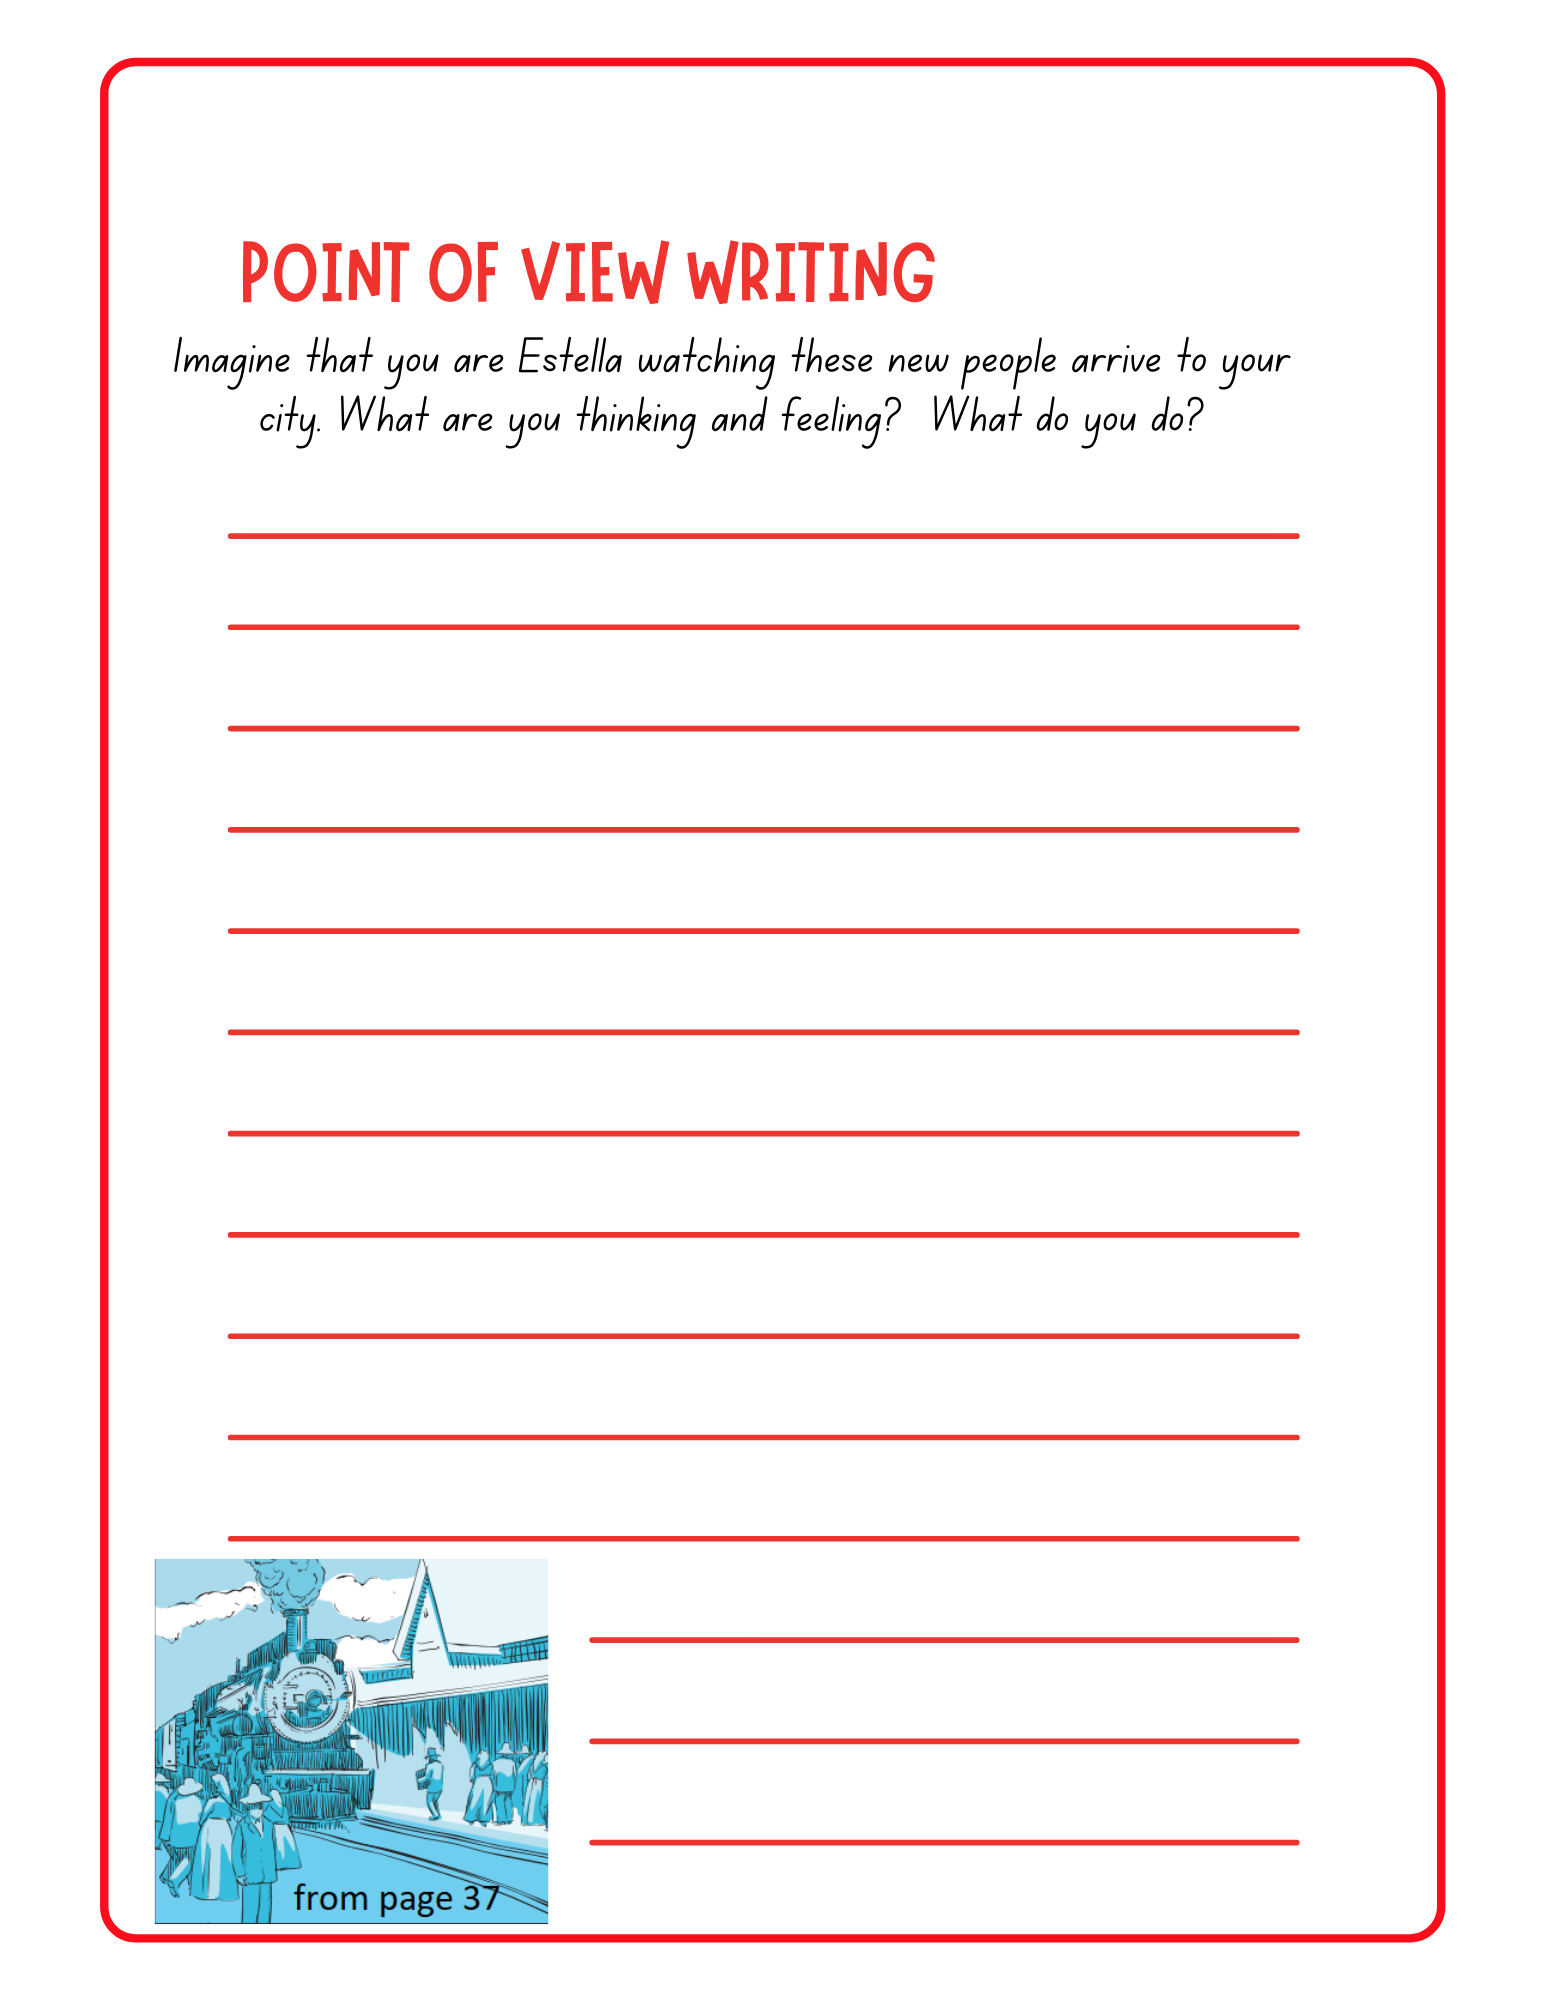 POINT OF VIEW WRITING
Imagine that you are Estella watching these new people arrive to your
city. What are you thinking and feeling?  What do you do?
from page 37